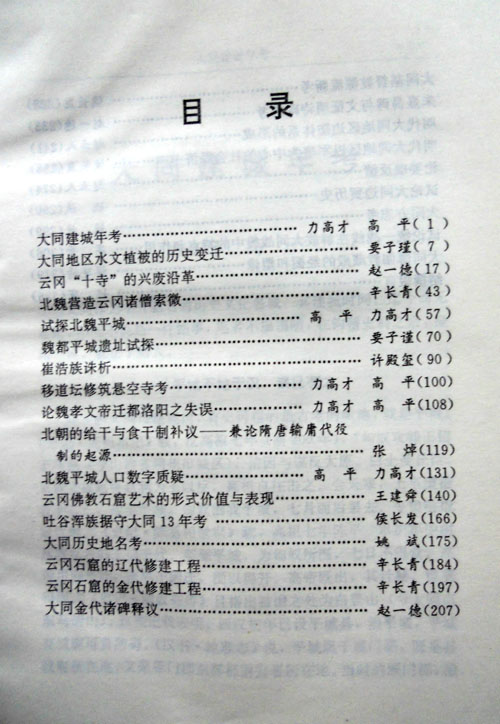 目 录
大同建城年考……………………力高才 高 平( 1 )
大同地区水文植被的历史变迁……………要子瑾( 7 )
云冈“十寺”的兴废沿革……………………赵一德(17)
北魏营造云冈诸僧索微……………………辛长青(43)
试探北魏平城……………………高 平 力高才(57)
魏都平城遗址试探……………………要子谨(70)
崔浩族诛析……………………许殿玺(90)
移道坛修筑悬空寺考……………力高才 高 平(100)
论魏孝文帝迁都洛阳之失误……………力高才 高 平(108)
北朝的给干与食干制补议——兼论隋唐输庸代役
制的起源……………………张 焯(119)
北魏平城人口数字质疑……………高 平 力高才(131)
云冈佛教石窟艺术的形式价值与表现……………王建舜(140)
吐谷浑族据守大同13年考……………侯长发(166)
大同历史地名考……………………姚 斌(175)
云冈石窟的辽代修建工程……………………辛长青(184)
云冈石窟的金代修建工程……………………辛长青(197)
大同金代诸碑释议……………………赵一德(207)